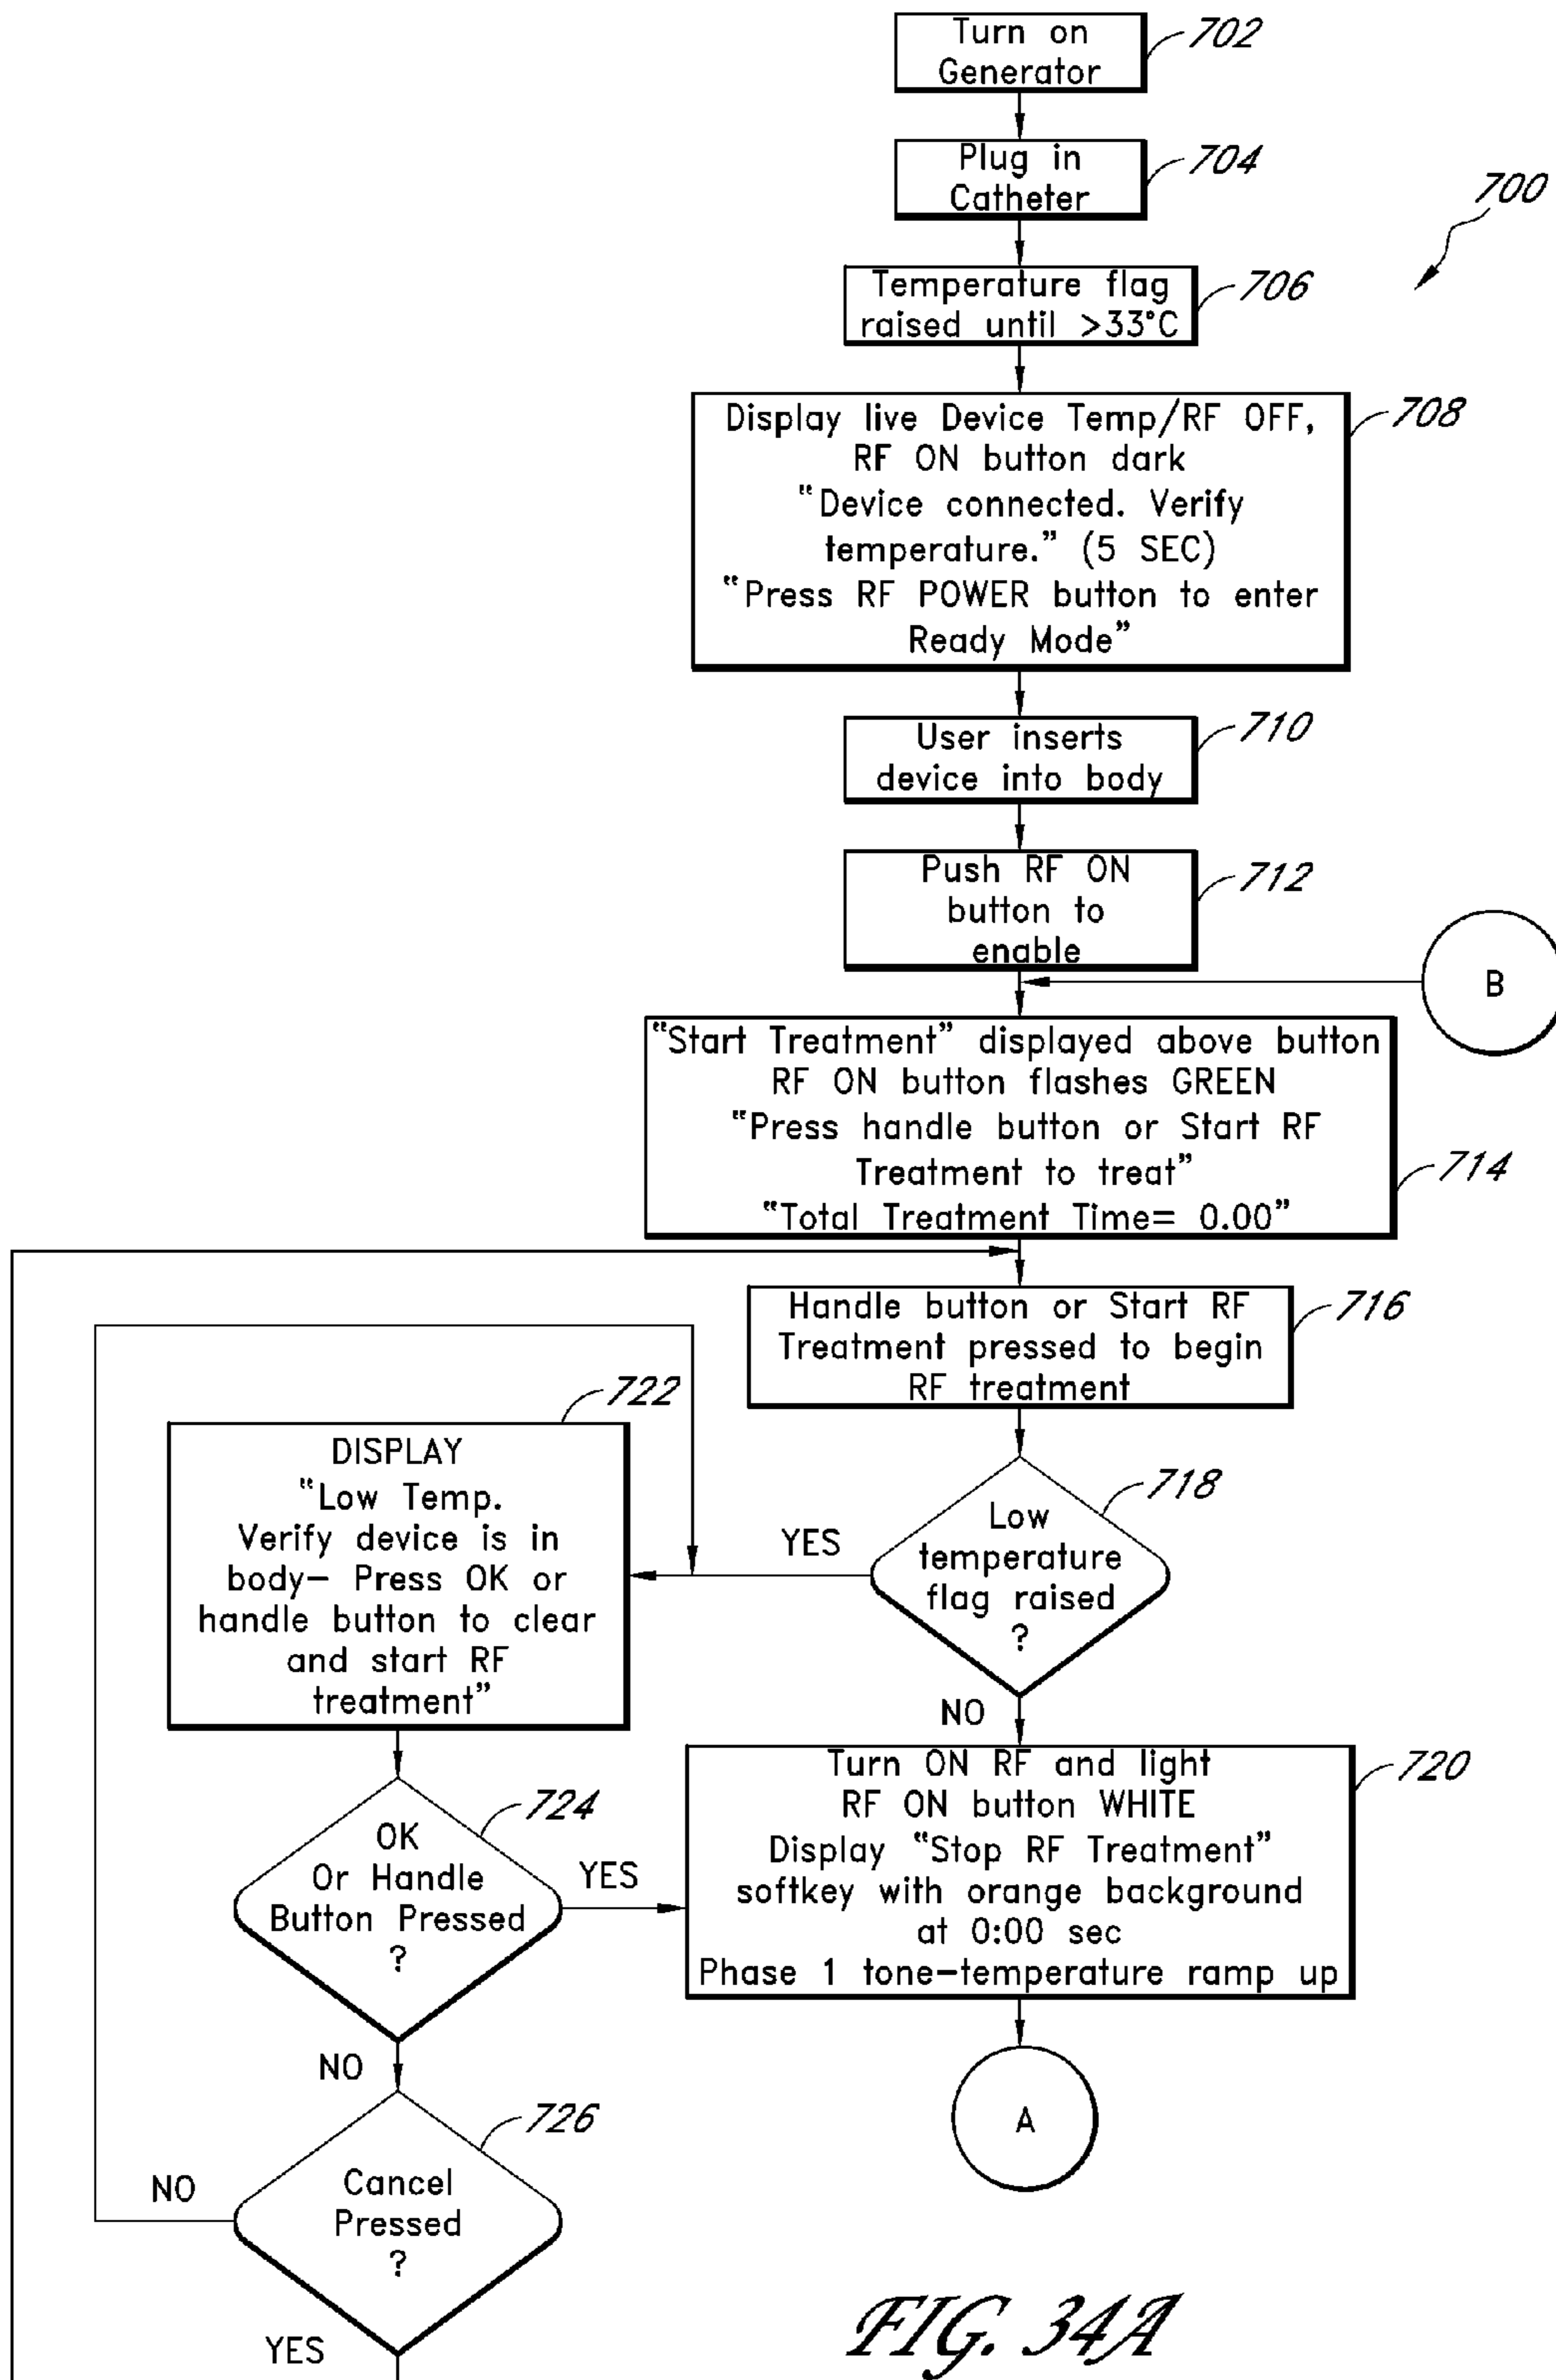 Turn on
Generator
702
Plug in
Catheter
704
700
Temperature flag
raised until >33°C
706
Display live Device Temp/RF OFF,
RF ON button dark
"Device connected. Verify
temperature." (5 SEC)
"Press RF POWER button to enter
Ready Mode"
708
User inserts
device into body
710
Push RF ON
button to
enable
712
B
"Start Treatment" displayed above button
RF ON button flashes GREEN
"Press handle button or Start RF
Treatment to treat"
"Total Treatment Time= 0.00"
714
Handle button or Start RF
Treatment pressed to begin
RF treatment
716
Low
temperature
flag raised
?
718
YES
NO
722
DISPLAY
"Low Temp.
Verify device is in
body– Press OK or
handle button to clear
and start RF
treatment"
OK
Or Handle
Button Pressed
?
724
YES
NO
Turn ON RF and light
RF ON button WHITE
Display "Stop RF Treatment"
softkey with orange background
at 0:00 sec
Phase 1 tone–temperature ramp up
720
A
Cancel
Pressed
?
726
NO
YES
FIG. 34A